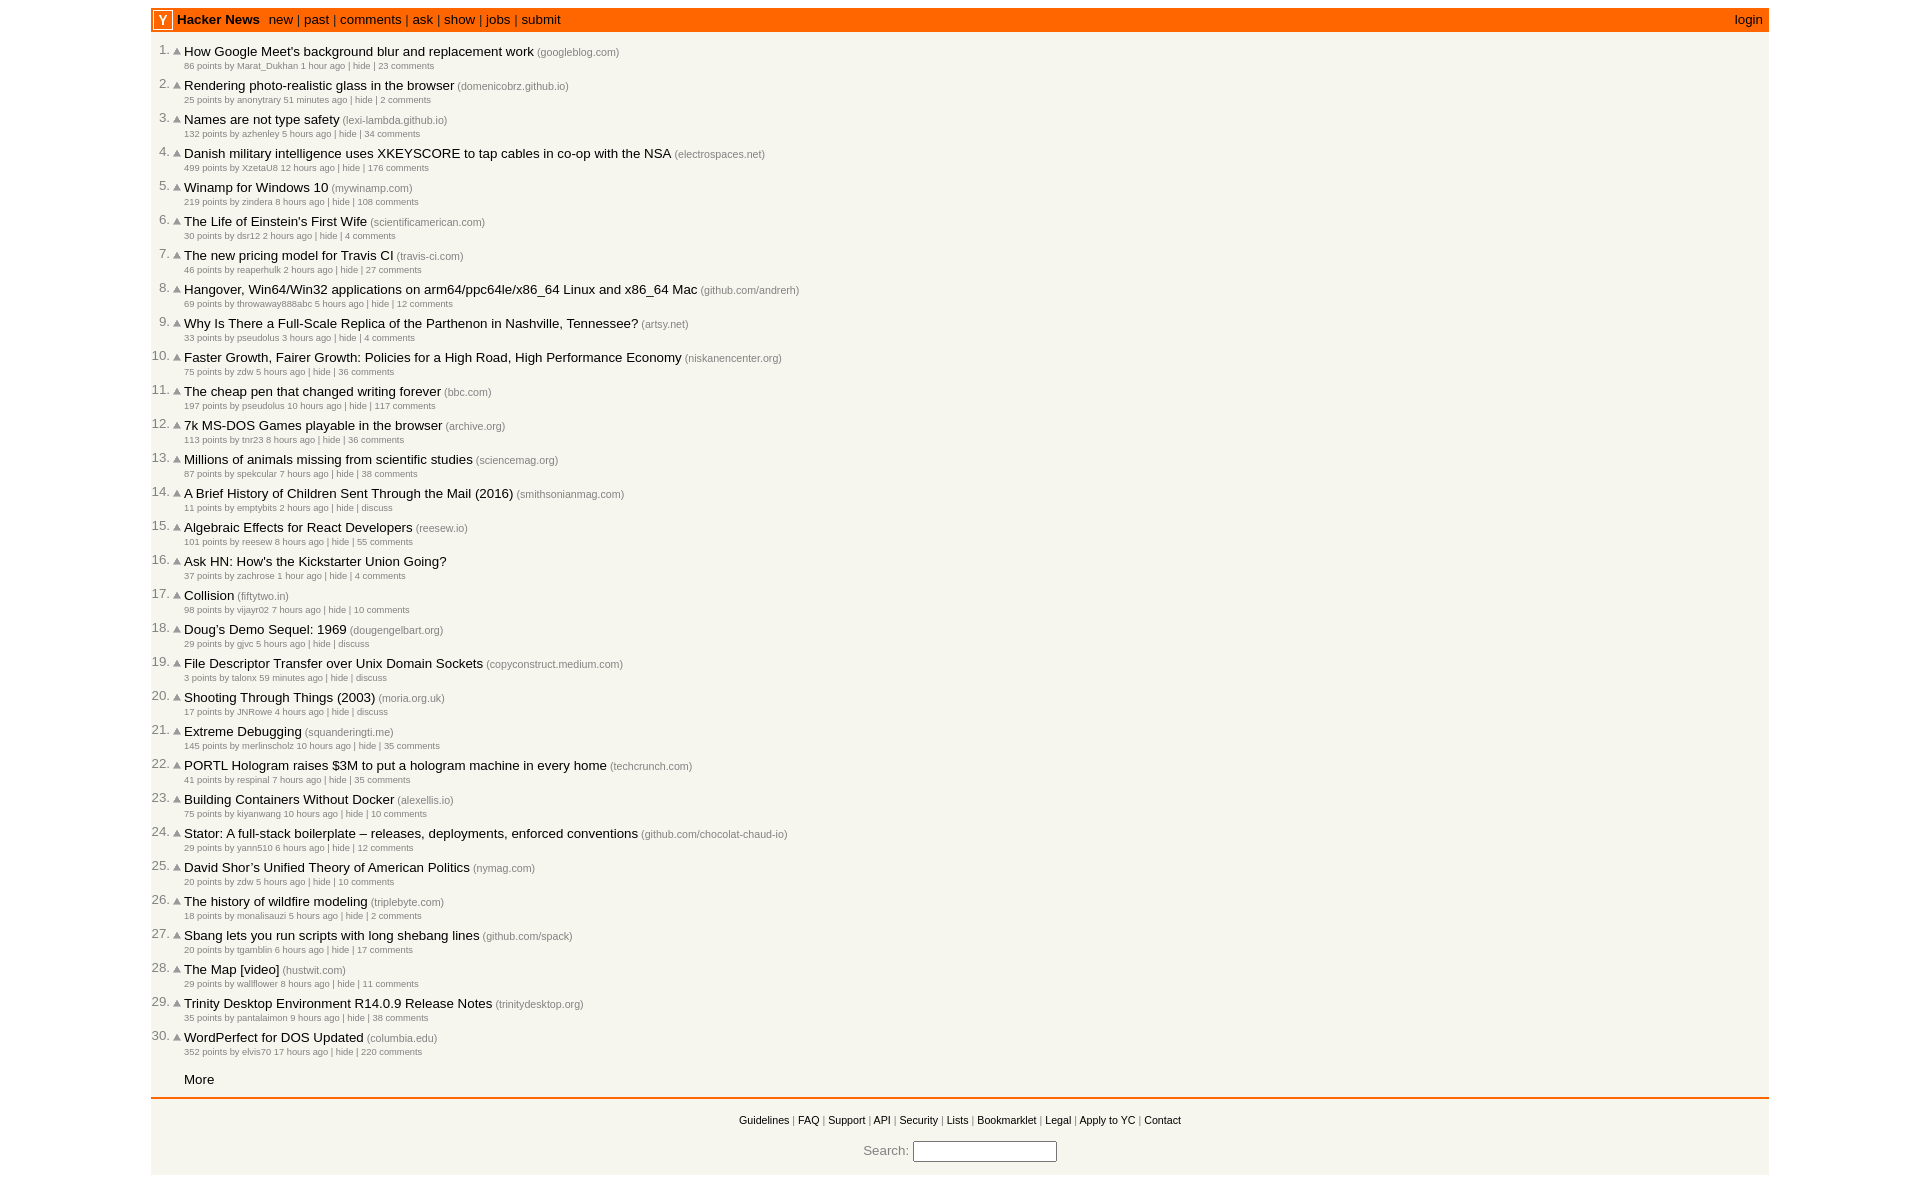 Y Hacker News new | past | comments | ask | show | jobs | submit login
1. How Google Meet's background blur and replacement work (googleblog.com)
86 points by Marat_Dukhan 1 hour ago | hide | 23 comments
2. Rendering photo-realistic glass in the browser (domenicobrz.github.io)
25 points by anonytrary 51 minutes ago | hide | 2 comments
3. Names are not type safety (lexi-lambda.github.io)
132 points by azhenley 5 hours ago | hide | 34 comments
4. Danish military intelligence uses XKEYSCORE to tap cables in co-op with the NSA (electrospaces.net)
499 points by XzetaU8 12 hours ago | hide | 176 comments
5. Winamp for Windows 10 (mywinamp.com)
219 points by zindera 8 hours ago | hide | 108 comments
6. The Life of Einstein's First Wife (scientificamerican.com)
30 points by dsr12 2 hours ago | hide | 4 comments
7. The new pricing model for Travis CI (travis-ci.com)
46 points by reaperhulk 2 hours ago | hide | 27 comments
8. Hangover, Win64/Win32 applications on arm64/ppc64le/x86_64 Linux and x86_64 Mac (github.com/andrerh)
69 points by throwaway888abc 5 hours ago | hide | 12 comments
9. Why Is There a Full-Scale Replica of the Parthenon in Nashville, Tennessee? (artsy.net)
33 points by pseudolus 3 hours ago | hide | 4 comments
10. Faster Growth, Fairer Growth: Policies for a High Road, High Performance Economy (niskanencenter.org)
75 points by zdw 5 hours ago | hide | 36 comments
11. The cheap pen that changed writing forever (bbc.com)
197 points by pseudolus 10 hours ago | hide | 117 comments
12. 7k MS-DOS Games playable in the browser (archive.org)
113 points by tnr23 8 hours ago | hide | 36 comments
13. Millions of animals missing from scientific studies (sciencemag.org)
87 points by spekcular 7 hours ago | hide | 38 comments
14. A Brief History of Children Sent Through the Mail (2016) (smithsonianmag.com)
11 points by emptybits 2 hours ago | hide | discuss
15. Algebraic Effects for React Developers (reesew.io)
101 points by reesew 8 hours ago | hide | 55 comments
16. Ask HN: How's the Kickstarter Union Going?
37 points by zachrose 1 hour ago | hide | 4 comments
17. Collision (fiftytwo.in)
98 points by vijayr02 7 hours ago | hide | 10 comments
18. Doug’s Demo Sequel: 1969 (dougengelbart.org)
29 points by gjvc 5 hours ago | hide | discuss
19. File Descriptor Transfer over Unix Domain Sockets (copyconstruct.medium.com)
3 points by talonx 59 minutes ago | hide | discuss
20. Shooting Through Things (2003) (moria.org.uk)
17 points by JNRowe 4 hours ago | hide | discuss
21. Extreme Debugging (squanderingti.me)
145 points by merlinscholz 10 hours ago | hide | 35 comments
22. PORTL Hologram raises $3M to put a hologram machine in every home (techcrunch.com)
41 points by respinal 7 hours ago | hide | 35 comments
23. Building Containers Without Docker (alexellis.io)
75 points by kiyanwang 10 hours ago | hide | 10 comments
24. Stator: A full-stack boilerplate – releases, deployments, enforced conventions (github.com/chocolat-chaud-io)
29 points by yann510 6 hours ago | hide | 12 comments
25. David Shor’s Unified Theory of American Politics (nymag.com)
20 points by zdw 5 hours ago | hide | 10 comments
26. The history of wildfire modeling (triplebyte.com)
18 points by monalisauzi 5 hours ago | hide | 2 comments
27. Sbang lets you run scripts with long shebang lines (github.com/spack)
20 points by tgamblin 6 hours ago | hide | 17 comments
28. The Map [video] (hustwit.com)
29 points by wallflower 8 hours ago | hide | 11 comments
29. Trinity Desktop Environment R14.0.9 Release Notes (trinitydesktop.org)
35 points by pantalaimon 9 hours ago | hide | 38 comments
30. WordPerfect for DOS Updated (columbia.edu)
352 points by elvis70 17 hours ago | hide | 220 comments
More
Guidelines | FAQ | Support | API | Security | Lists | Bookmarklet | Legal | Apply to YC | Contact
Search: